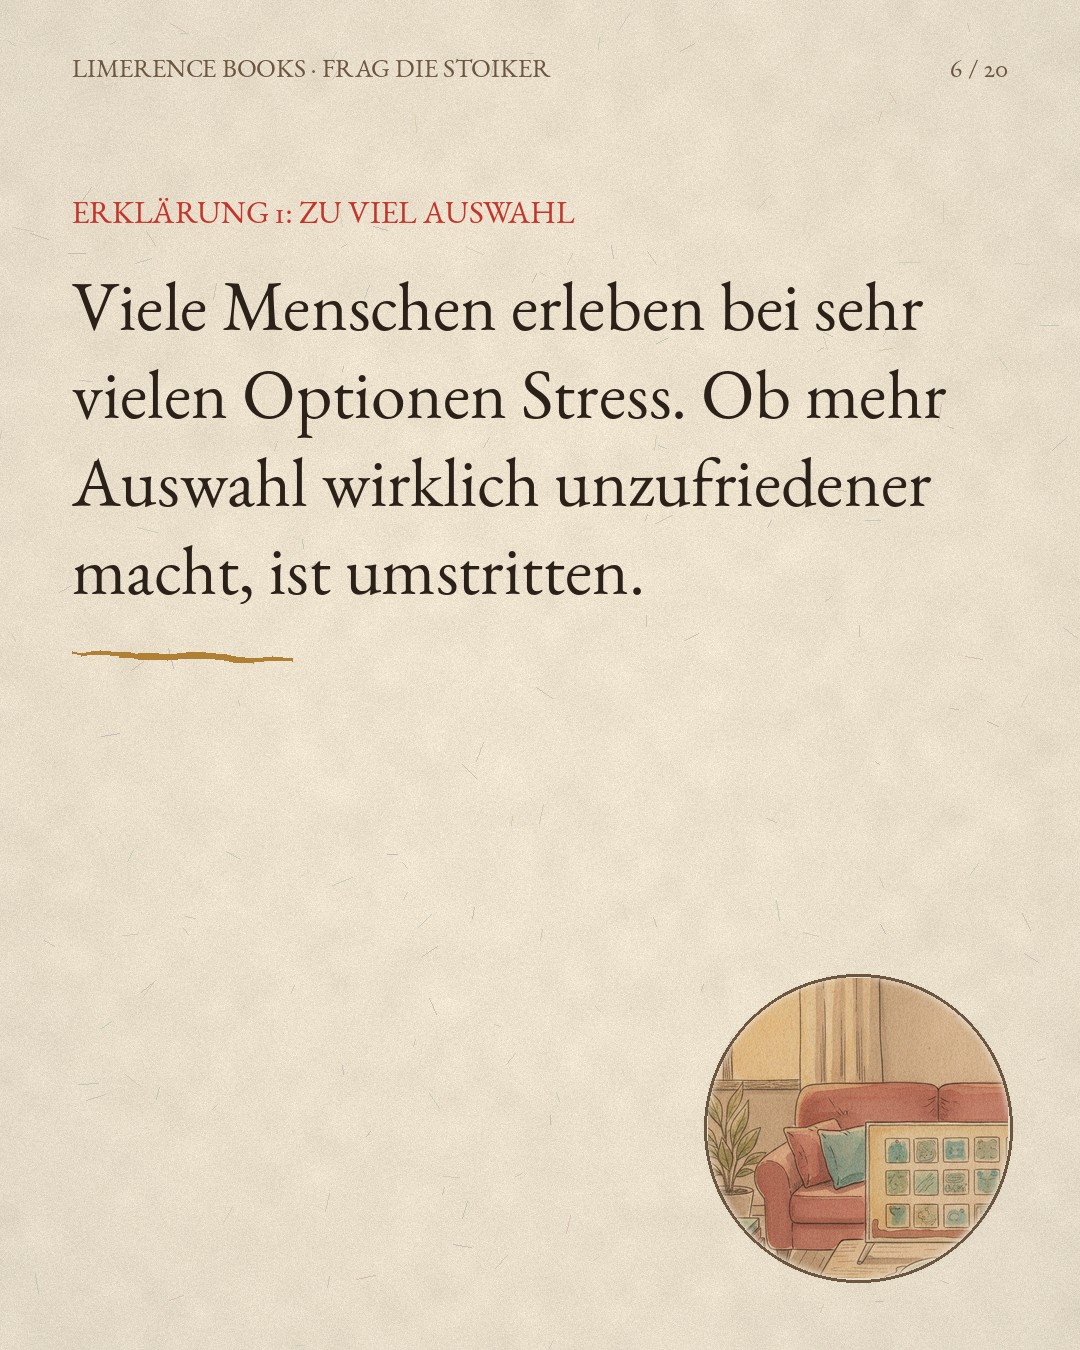 LIMERENCE BOOKS · FRAG DIE STOIKER
6 / 20
ERKLÄRUNG 1: ZU VIEL AUSWAHL
Viele Menschen erleben bei sehr
vielen Optionen Stress. Ob mehr
Auswahl wirklich unzufriedener
macht, ist umstritten.